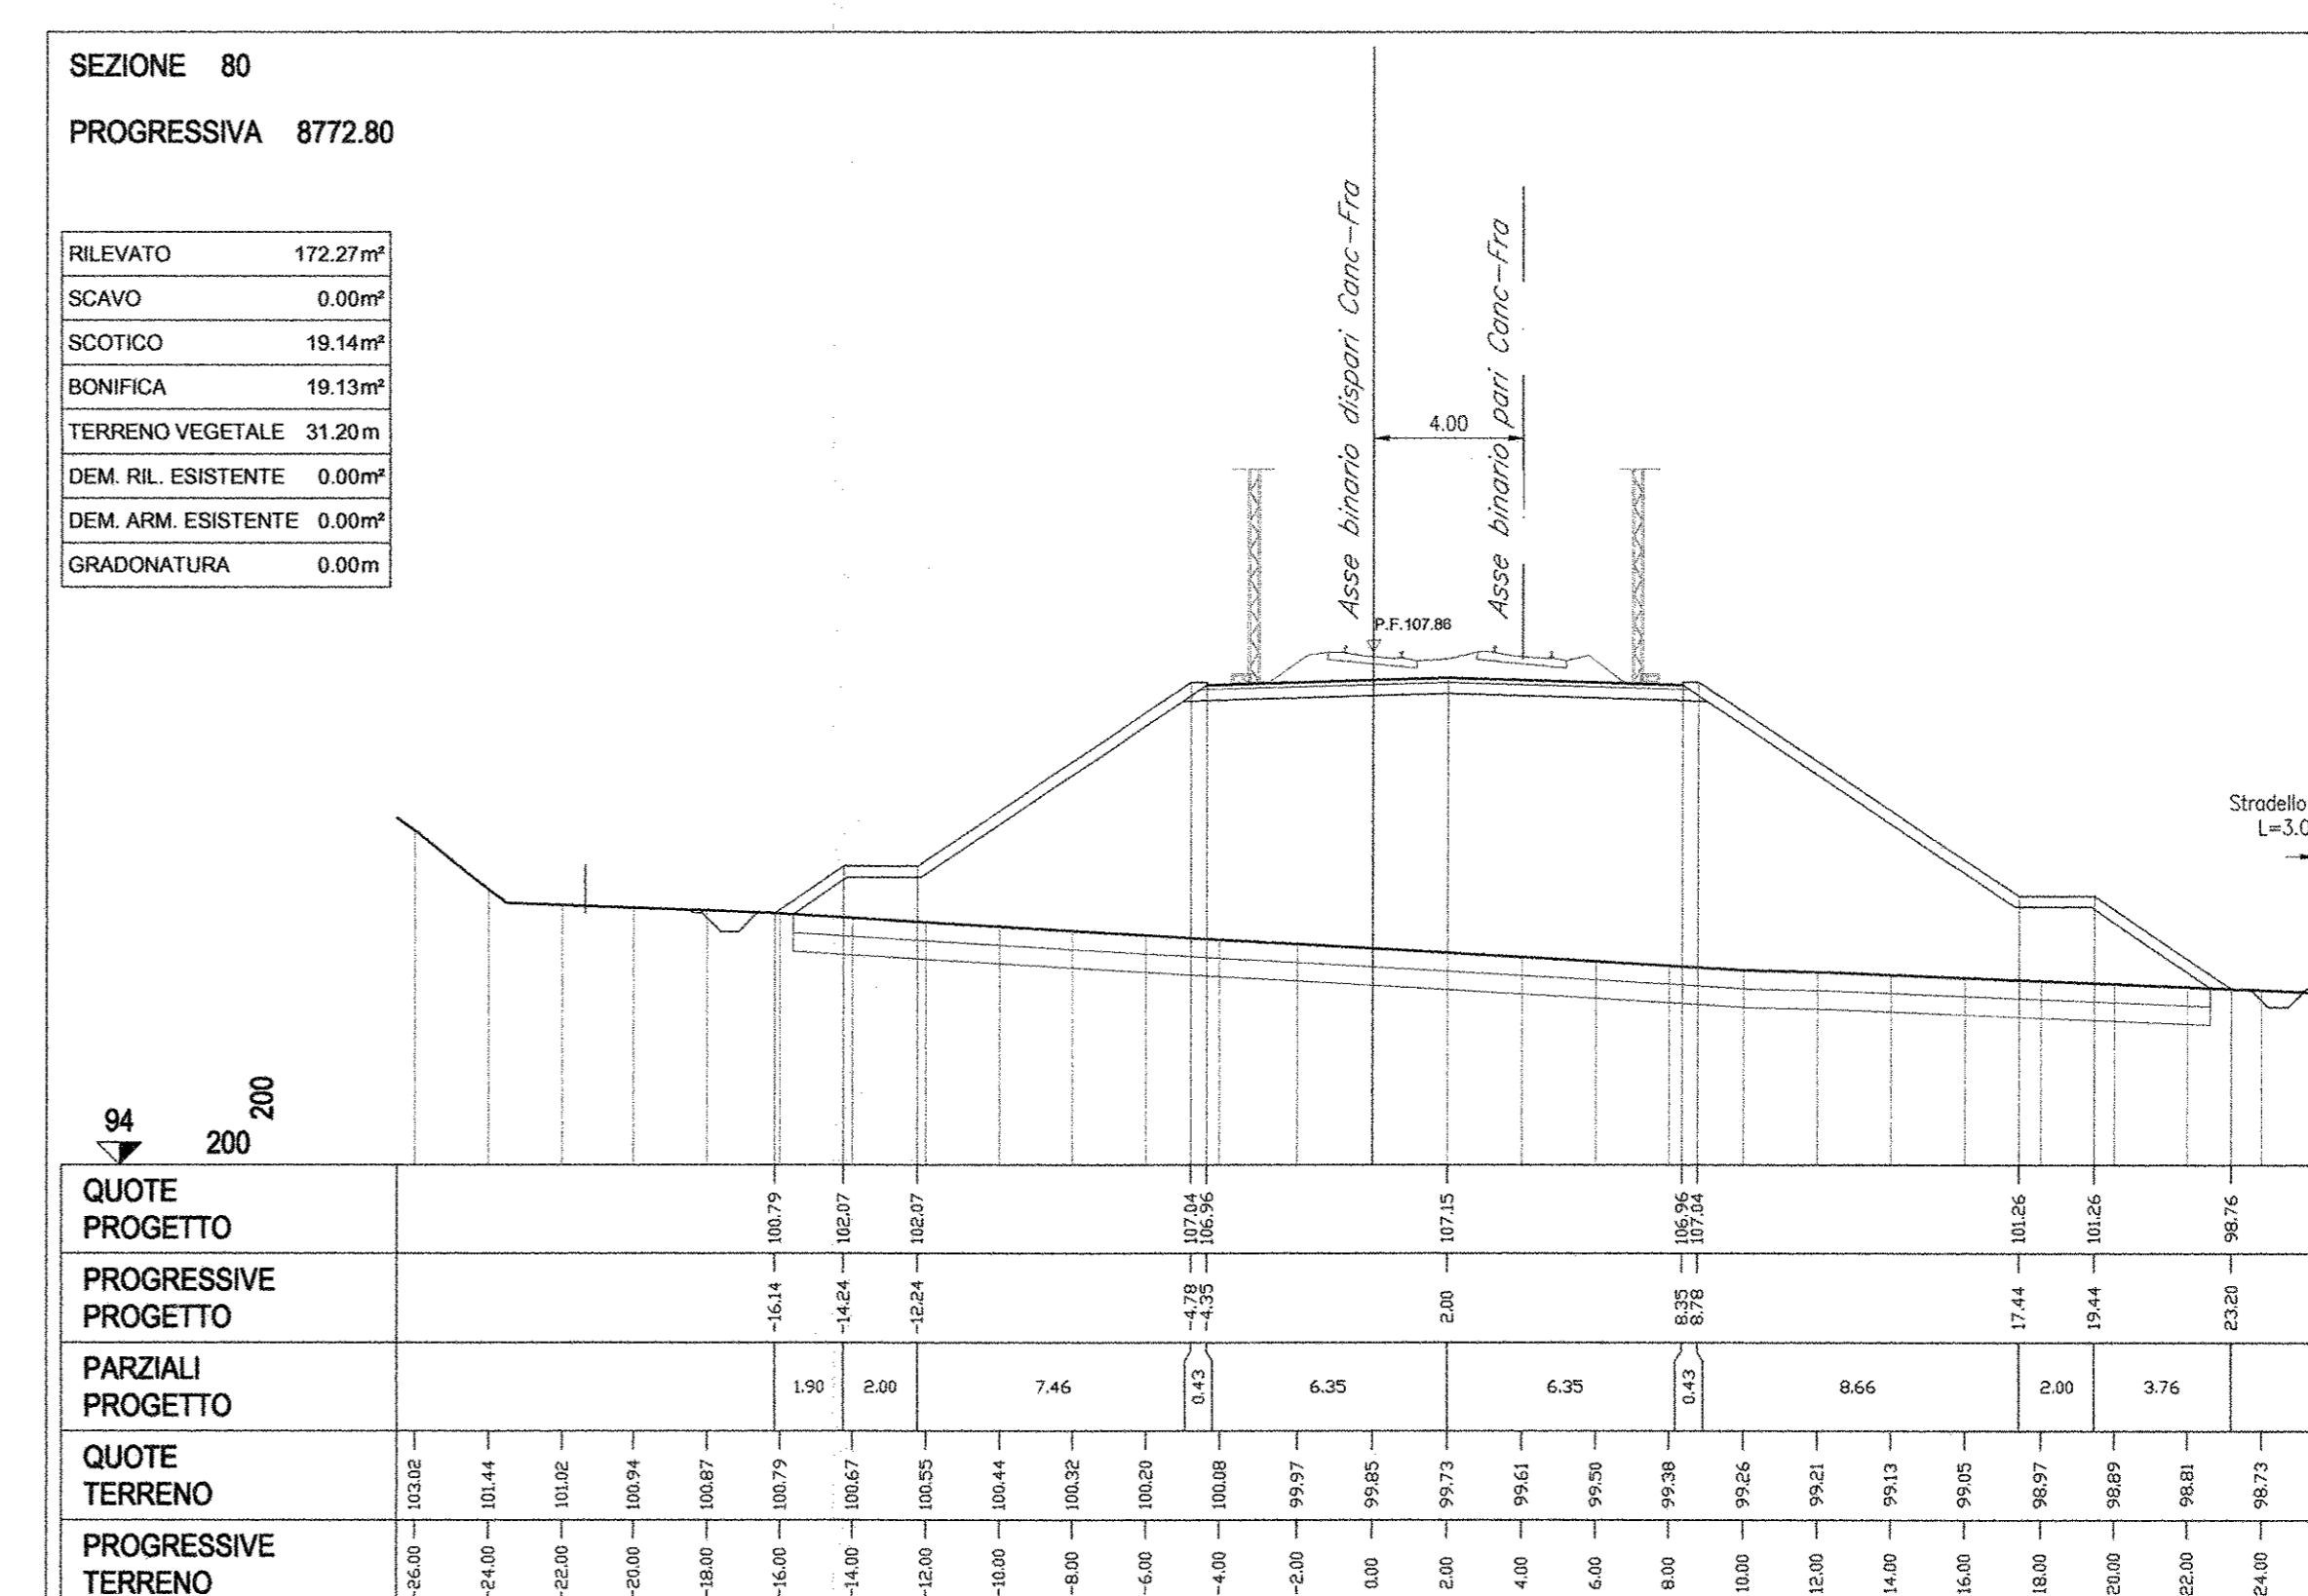 SEZIONE 80
PROGRESSIVA 8772.80
RILEVATO 172.27m²
SCAVO 0.00m²
SCOTICO 19.14m²
BONIFICA 19.13m²
TERRENO VEGETALE 31.20m
DEM. RIL. ESISTENTE 0.00m²
DEM. ARM. ESISTENTE 0.00m²
GRADONATURA 0.00m
Asse binario dispari Canc-Fra
Asse binario pari Canc-Fra
4.00
P.F.107.86
Stradello
L=3.0
94
200
200
QUOTE
PROGETTO
100.79 102.07 102.07 107.04 106.96 107.15 106.96 107.04 101.26 101.26 98.76
PROGRESSIVE
PROGETTO
-16.14 -14.24 -12.24 -4.78 -4.35 2.00 8.35 8.78 17.44 19.44 23.20
PARZIALI
PROGETTO
1.90 2.00 7.46 0.43 6.35 6.35 0.43 8.66 2.00 3.76
QUOTE
TERRENO
103.02 101.44 101.02 100.94 100.87 100.79 100.67 100.55 100.44 100.32 100.20 100.08 99.97 99.85 99.73 99.61 99.50 99.38 99.26 99.21 99.13 99.05 98.97 98.89 98.81 98.73
PROGRESSIVE
TERRENO
-26.00 -24.00 -22.00 -20.00 -18.00 -16.00 -14.00 -12.00 -10.00 -8.00 -6.00 -4.00 -2.00 0.00 2.00 4.00 6.00 8.00 10.00 12.00 14.00 16.00 18.00 20.00 22.00 24.00